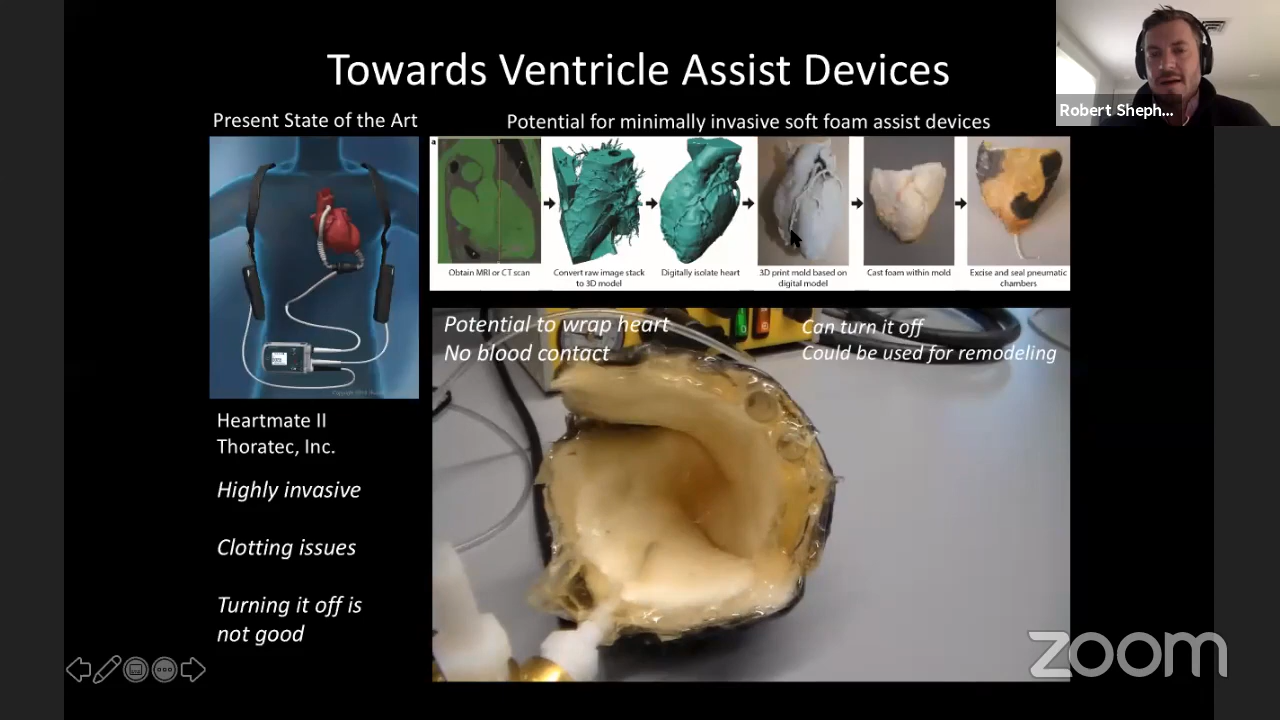 Towards Ventricle Assist Devices
Robert Sheph...
Present State of the Art
Potential for minimally invasive soft foam assist devices
a
Obtain MRI or CT scan
Convert raw image stack
to 3D model
Digitally isolate heart
3D print mold based on
digital model
Cast foam within mold
Excise and seal pneumatic
chambers
Potential to wrap heart
No blood contact
Can turn it off
Could be used for remodeling
Heartmate II
Thoratec, Inc.
Highly invasive
Clotting issues
Turning it off is
not good
zoom